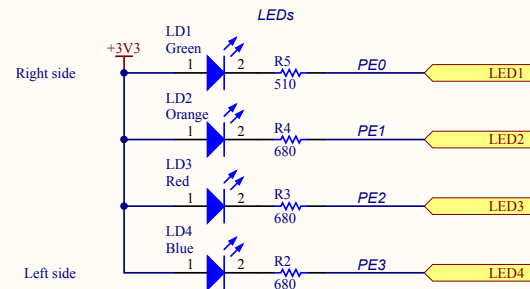 LEDs
+3V3
Right side
LD1
Green
1
2
R5
510
PE0
LED1
LD2
Orange
1
2
R4
680
PE1
LED2
LD3
Red
1
2
R3
680
PE2
LED3
LD4
Blue
Left side
1
2
R2
680
PE3
LED4